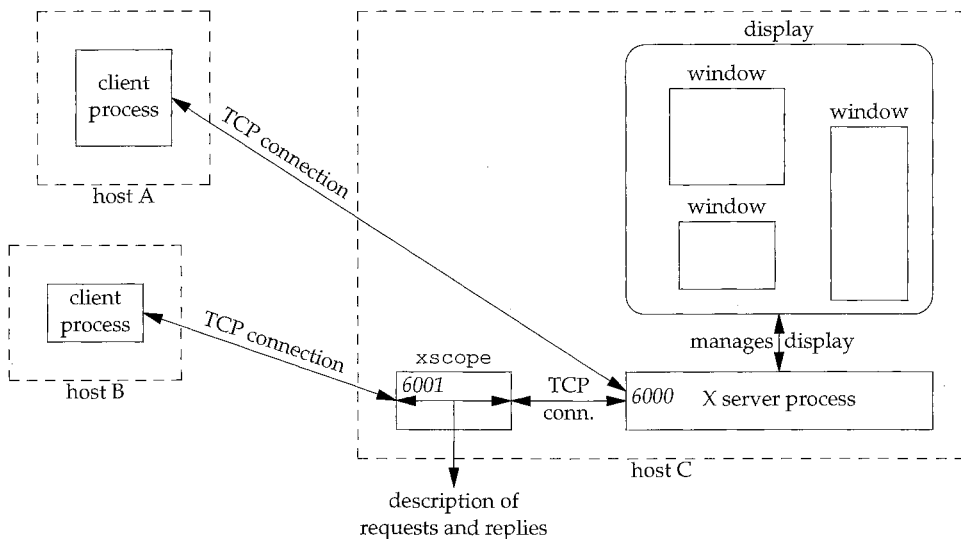 display
client
process
window
window
TCP connection
host A
window
client
process
TCP connection
manages display
xscope
6001
TCP
conn.
6000
X server process
host B
host C
description of
requests and replies